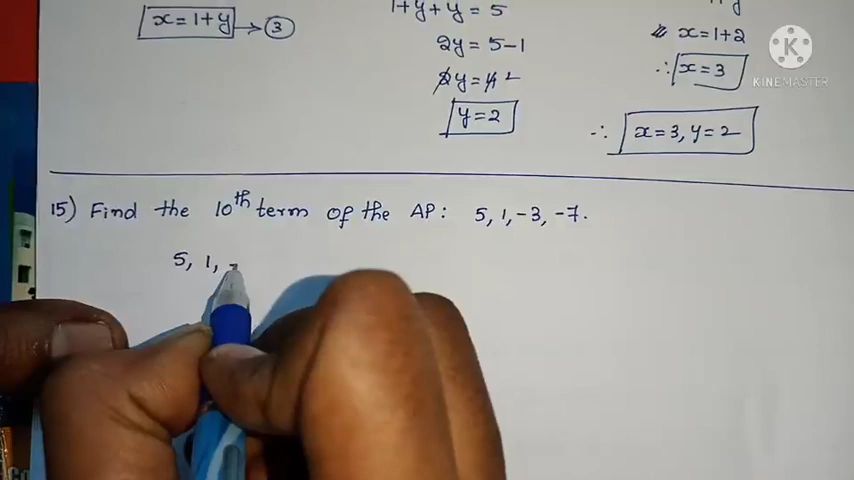 1+y+y = 5
x=1+y → 3
2y = 5-1
x=1+2
2y = 4 2
∴ x=3
y=2
∴ x=3, y=2
K
KINEMASTER
15) Find the 10th term of the AP: 5, 1, -3, -7.
5, 1, -